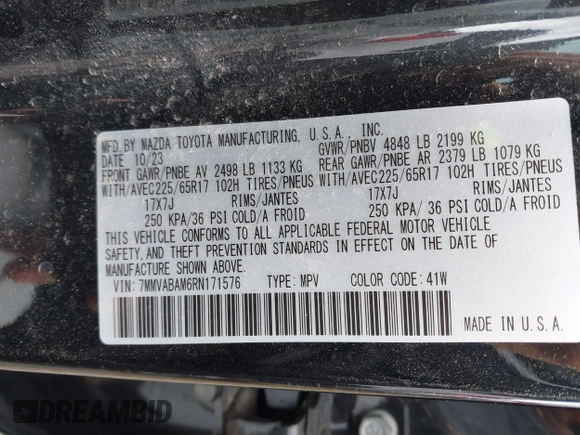 MFD. BY MAZDA TOYOTA MANUFACTURING, U.S.A., INC.
DATE 10/23 GVWR/PNBV 4848 LB 2199 KG
FRONT GAWR/PNBE AV 2498 LB 1133 KG REAR GAWR/PNBE AR 2379 LB 1079 KG
WITH/AVEC225/65R17 102H TIRES/PNEUS WITH/AVEC225/65R17 102H TIRES/PNEUS
17X7J RIMS/JANTES 17X7J RIMS/JANTES
250 KPA/36 PSI COLD/A FROID 250 KPA/ 36 PSI COLD/A FROID
THIS VEHICLE CONFORMS TO ALL APPLICABLE FEDERAL MOTOR VEHICLE
SAFETY, AND THEFT PREVENTION STANDARDS IN EFFECT ON THE DATE OF
MANUFACTURE SHOWN ABOVE.
VIN: 7MMVABAM6RN171576 TYPE: MPV COLOR CODE: 41W
MADE IN U.S.A.
DREAMBID